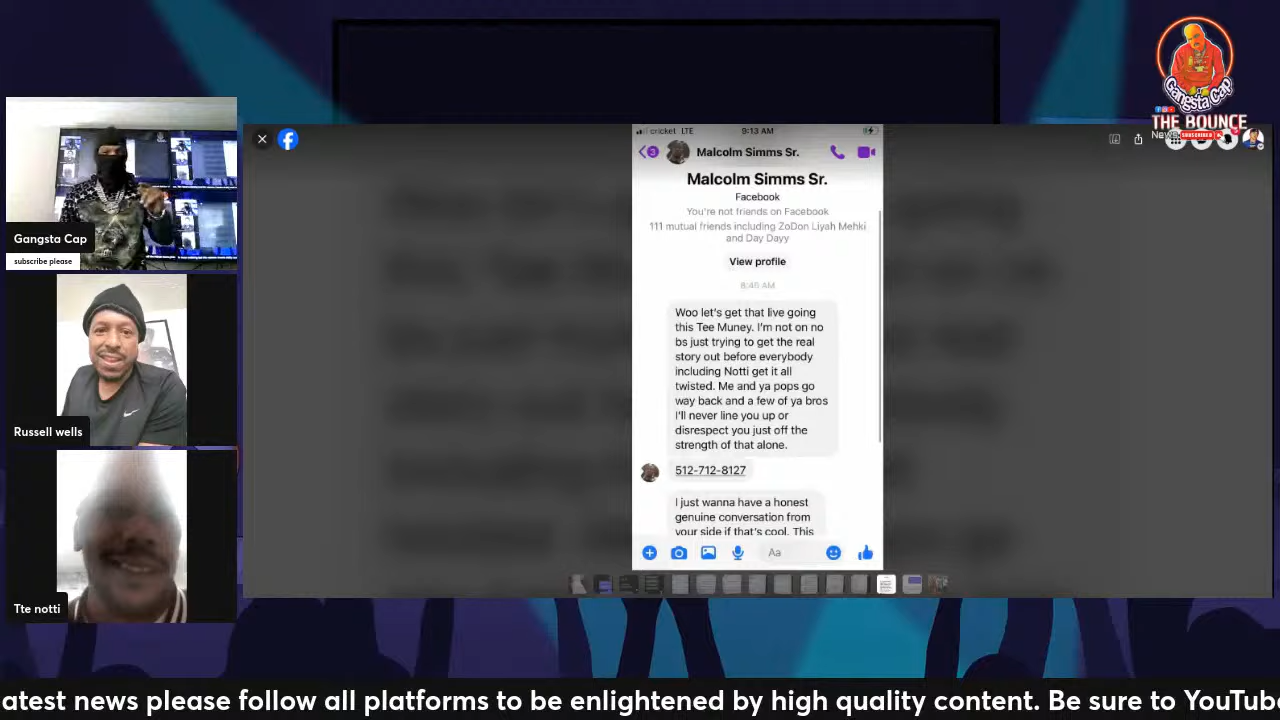 Gangsta Cap
THE BOUNCE
News
SUBSCRIBED
Gangsta Cap
subscribe please
Russell wells
Tte notti
cricket LTE
9:13 AM
3
Malcolm Simms Sr.
Malcolm Simms Sr.
Facebook
You're not friends on Facebook
111 mutual friends including ZoDon Liyah Mehki
and Day Dayy
View profile
8:45 AM
Woo let's get that live going
this Tee Muney. I'm not on no
bs just trying to get the real
story out before everybody
including Notti get it all
twisted. Me and ya pops go
way back and a few of ya bros
I'll never line you up or
disrespect you just off the
strength of that alone.
512-712-8127
I just wanna have a honest
genuine conversation from
your side if that's cool. This
Aa
atest news please follow all platforms to be enlightened by high quality content. Be sure to YouTube